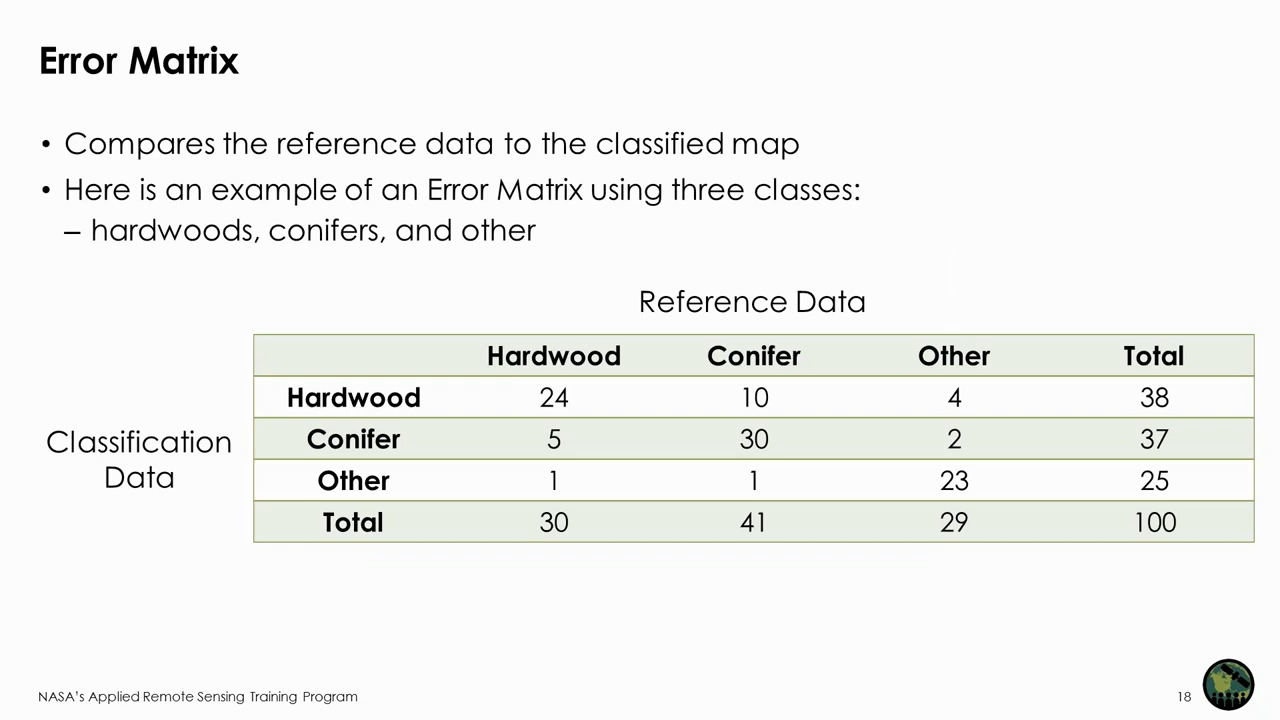 Error Matrix
• Compares the reference data to the classified map
• Here is an example of an Error Matrix using three classes:
– hardwoods, conifers, and other
Reference Data
Hardwood Conifer Other Total
Hardwood 24 10 4 38
Classification Data
Conifer 5 30 2 37
Other 1 1 23 25
Total 30 41 29 100
NASA's Applied Remote Sensing Training Program
18